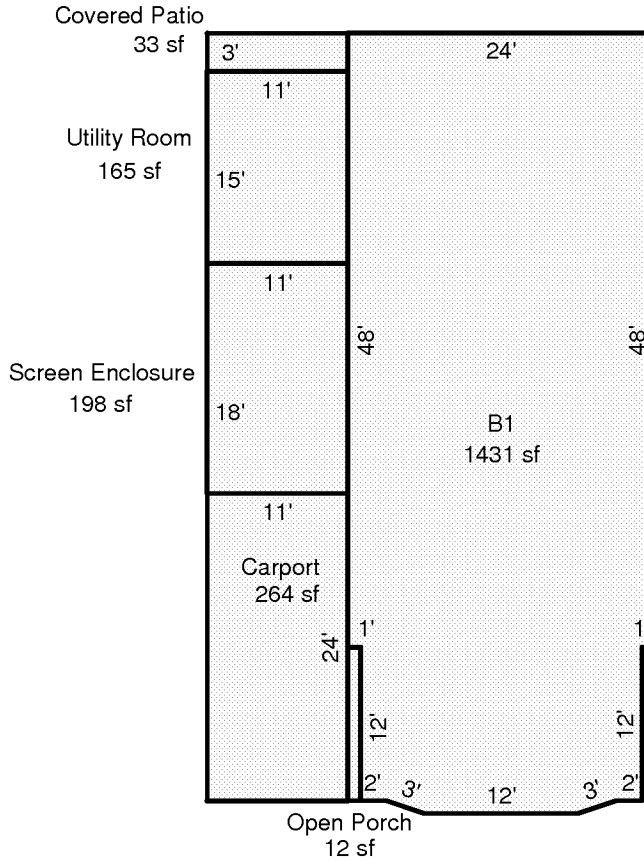 Covered Patio
33 sf
3'
24'
11'
Utility Room
165 sf
15'
11'
48'
48'
Screen Enclosure
198 sf
18'
B1
1431 sf
11'
Carport
264 sf
24'
1'
1
12'
12'
2'
3'
12'
3'
2'
Open Porch
12 sf